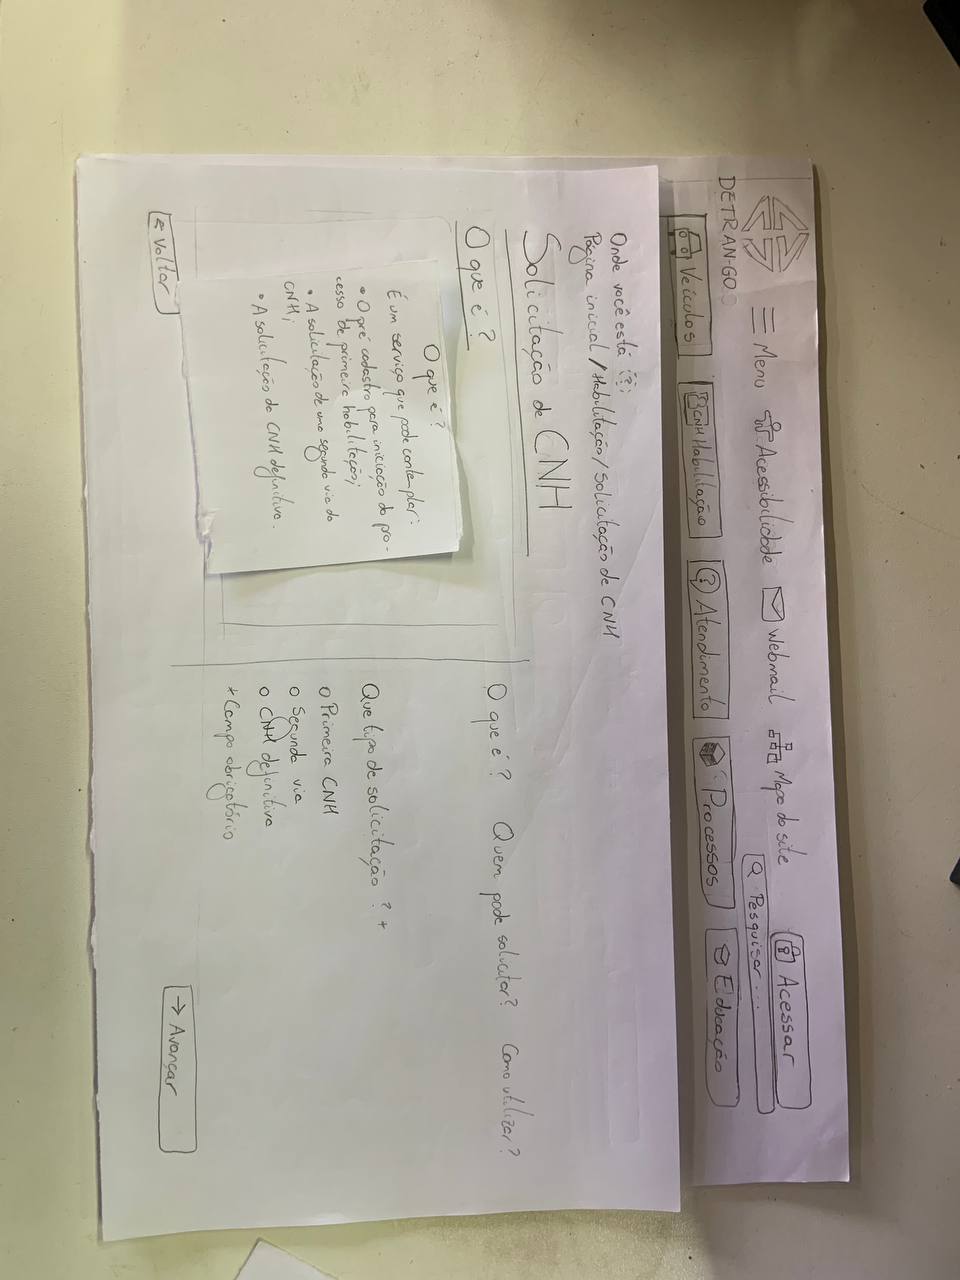 Menu Acessibilidade Webmail Mapa do site Acessar
Pesquisar ...
DETRAN-GO
Veículos CNH Habilitação ? Atendimento Processos Educação
Onde você está ?
Página inicial / Habilitação / Solicitação de CNH
Solicitação de CNH
O que é ?
O que é ? Quem pode solicitar? Como utilizar?
O que é ?
É um serviço que pode contemplar:
• O pré cadastro para iniciação do pro-
cesso de primeira habilitação;
• A solicitação de uma segunda via da
CNH;
• A solicitação da CNH definitiva.
Que tipo de solicitação ? *
o Primeira CNH
o Segunda via
o CNH definitiva
* Campo obrigatório
← Voltar
→ Avançar